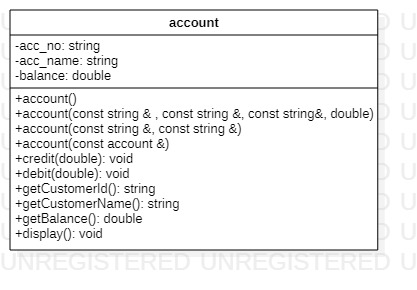 account
-acc_no: string
-acc_name: string
-balance: double
+account()
+account(const string & , const string &, const string&, double)
+account(const string &, const string &)
+account(const account &)
+credit(double): void
+debit(double): void
+getCustomerId(): string
+getCustomerName(): string
+getBalance(): double
+display(): void
UNREGISTERED UNREGISTERED